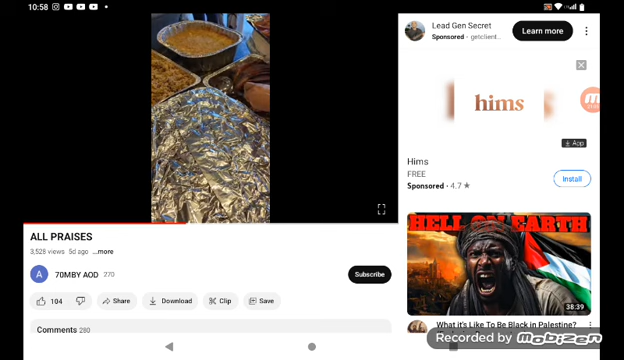 10:58
Lead Gen Secret
Sponsored · getclient...
Learn more
hims
App
Hims
FREE
Sponsored · 4.7 ★
Install
ALL PRAISES
3,528 views 5d ago ...more
A 70MBY AOD 270
Subscribe
104 Share Download Clip Save
Comments 280
HELL ON EARTH
38:39
What it's Like To Be Black in Palestine?
Recorded by mobizen